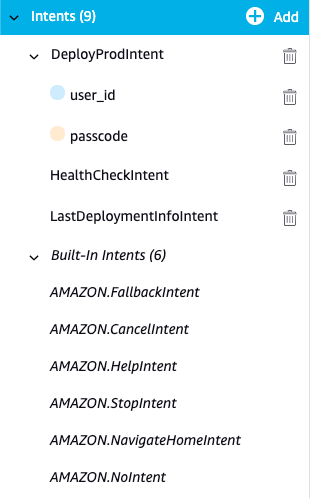 Intents (9) Add
DeployProdIntent
user_id
passcode
HealthCheckIntent
LastDeploymentInfoIntent
Built-In Intents (6)
AMAZON.FallbackIntent
AMAZON.CancelIntent
AMAZON.HelpIntent
AMAZON.StopIntent
AMAZON.NavigateHomeIntent
AMAZON.NoIntent